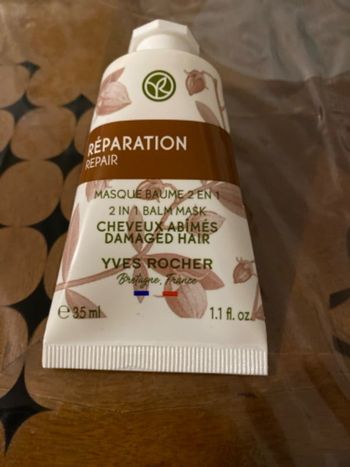 RÉPARATION
REPAIR
MASQUE BAUME 2 EN 1
2 IN 1 BALM MASK
CHEVEUX ABÎMÉS
DAMAGED HAIR
YVES ROCHER
Bretagne, France
℮ 35 ml 1.1 fl. oz.